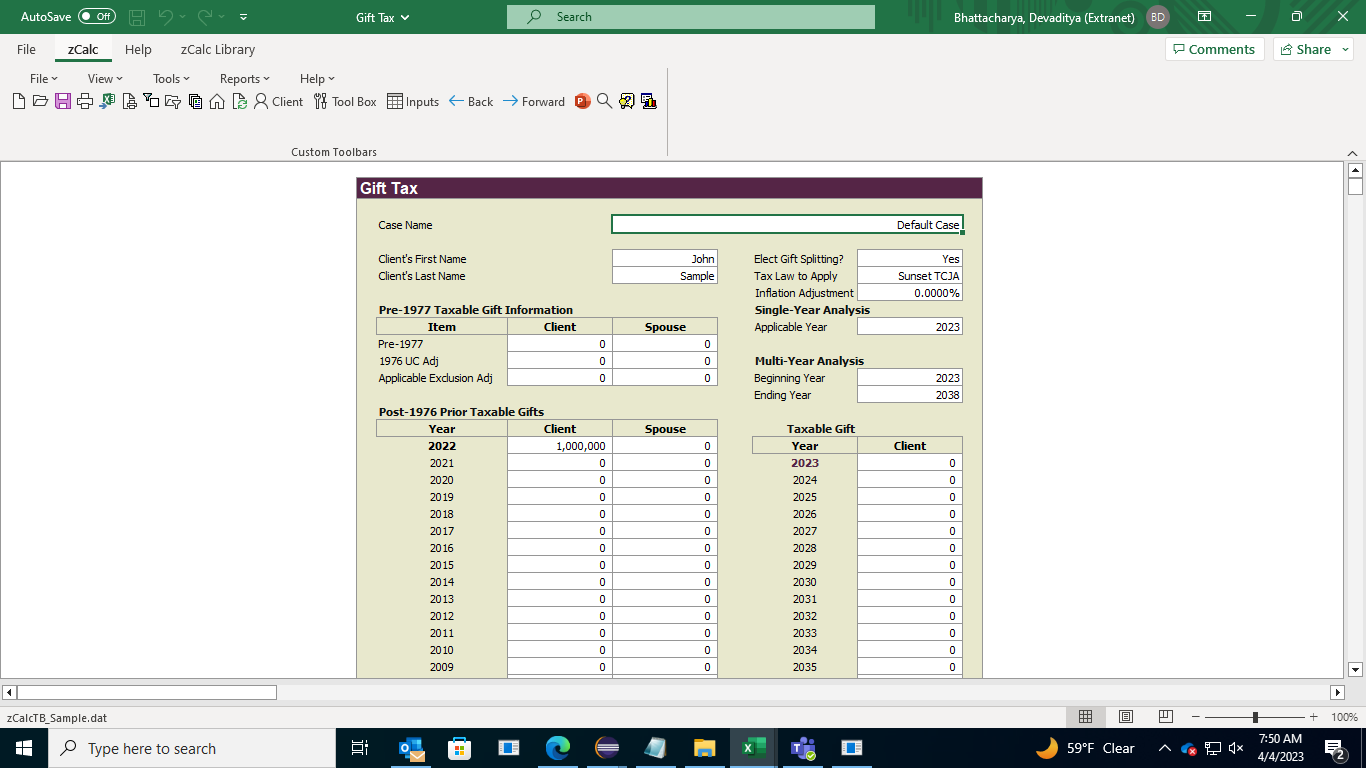 AutoSave Off Gift Tax Search Bhattacharya, Devaditya (Extranet) BD
File zCalc Help zCalc Library Comments Share
File View Tools Reports Help
Client Tool Box Inputs Back Forward
Custom Toolbars
Gift Tax
Case Name Default Case
Client's First Name John Elect Gift Splitting? Yes
Client's Last Name Sample Tax Law to Apply Sunset TCJA
Inflation Adjustment 0.0000%
Pre-1977 Taxable Gift Information Single-Year Analysis
Item Client Spouse Applicable Year 2023
Pre-1977 0 0
1976 UC Adj 0 0 Multi-Year Analysis
Applicable Exclusion Adj 0 0 Beginning Year 2023
Ending Year 2038
Post-1976 Prior Taxable Gifts
Year Client Spouse Taxable Gift
2022 1,000,000 0 Year Client
2021 0 0 2023 0
2020 0 0 2024 0
2019 0 0 2025 0
2018 0 0 2026 0
2017 0 0 2027 0
2016 0 0 2028 0
2015 0 0 2029 0
2014 0 0 2030 0
2013 0 0 2031 0
2012 0 0 2032 0
2011 0 0 2033 0
2010 0 0 2034 0
2009 0 0 2035 0
zCalcTB_Sample.dat 100%
Type here to search 59°F Clear 7:50 AM
4/4/2023 2